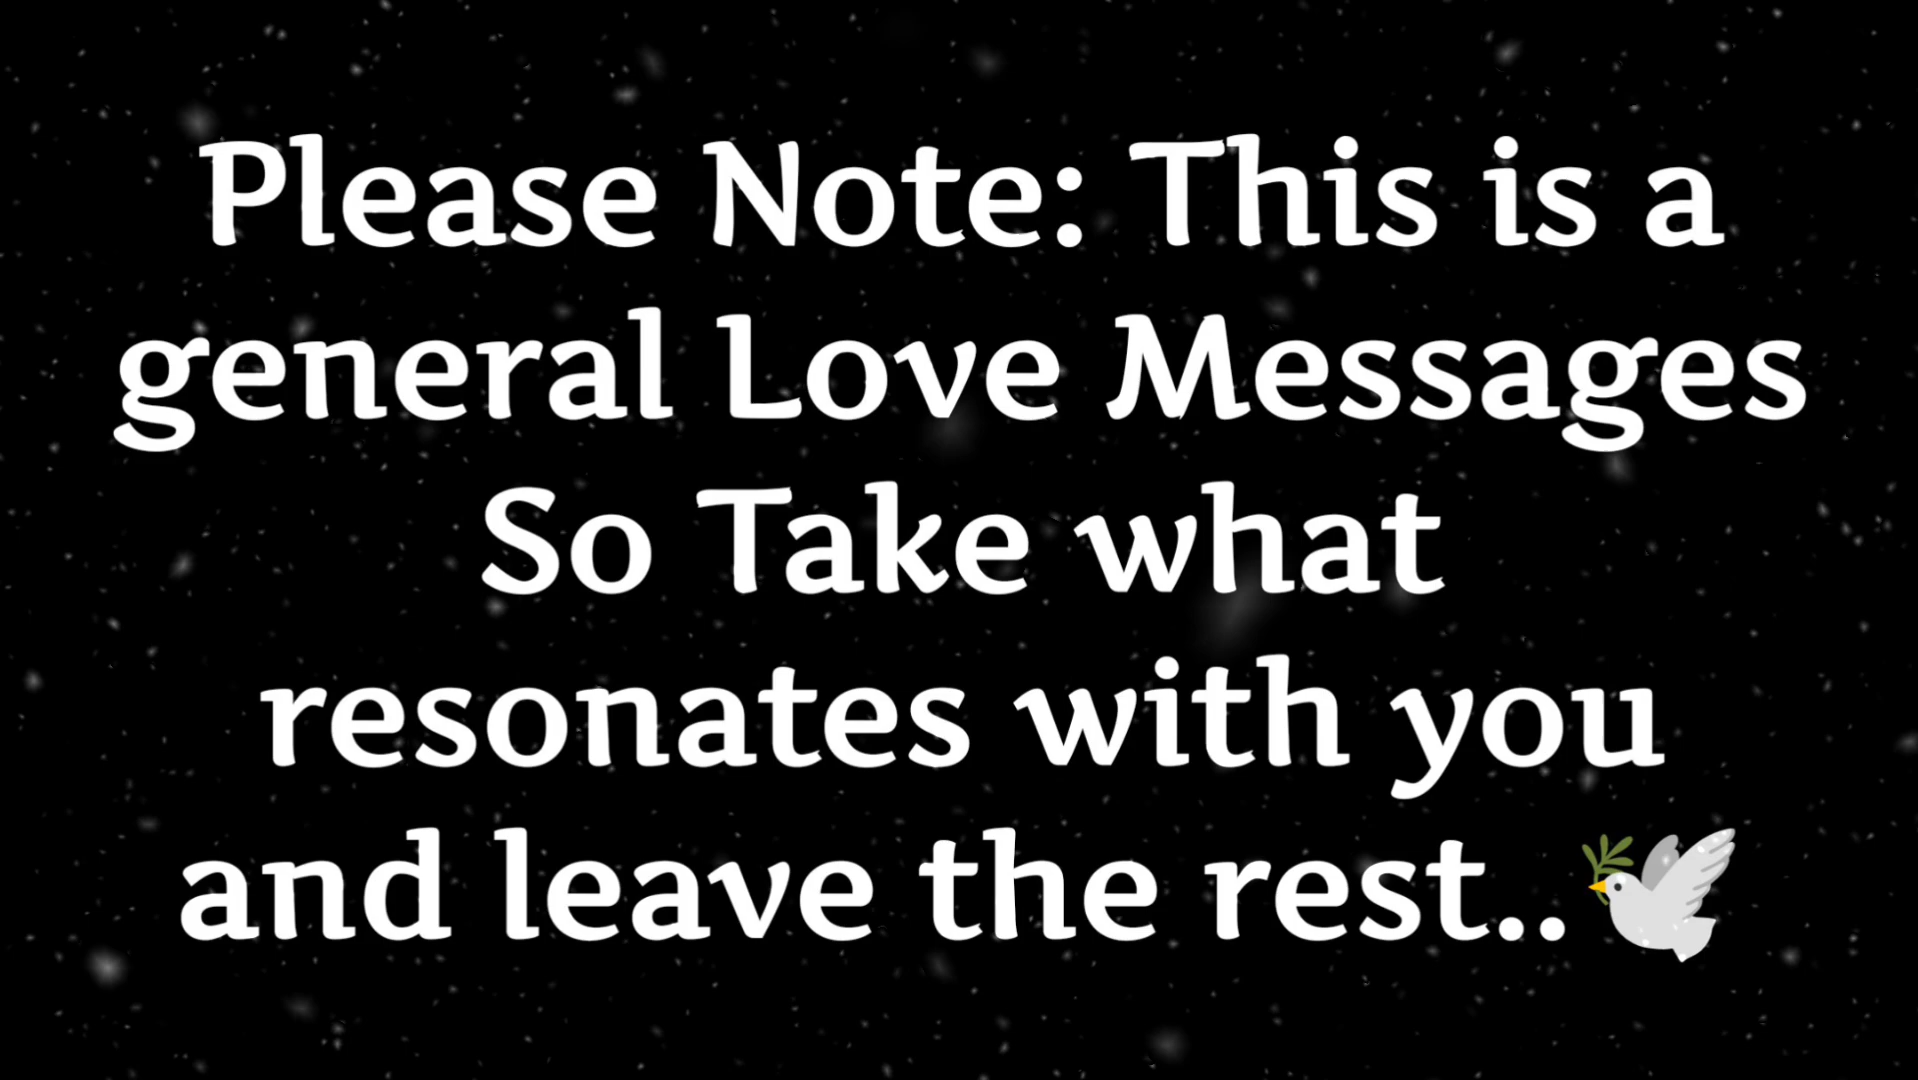 Please Note: This is a
general Love Messages
So Take what
resonates with you
and leave the rest..🕊️